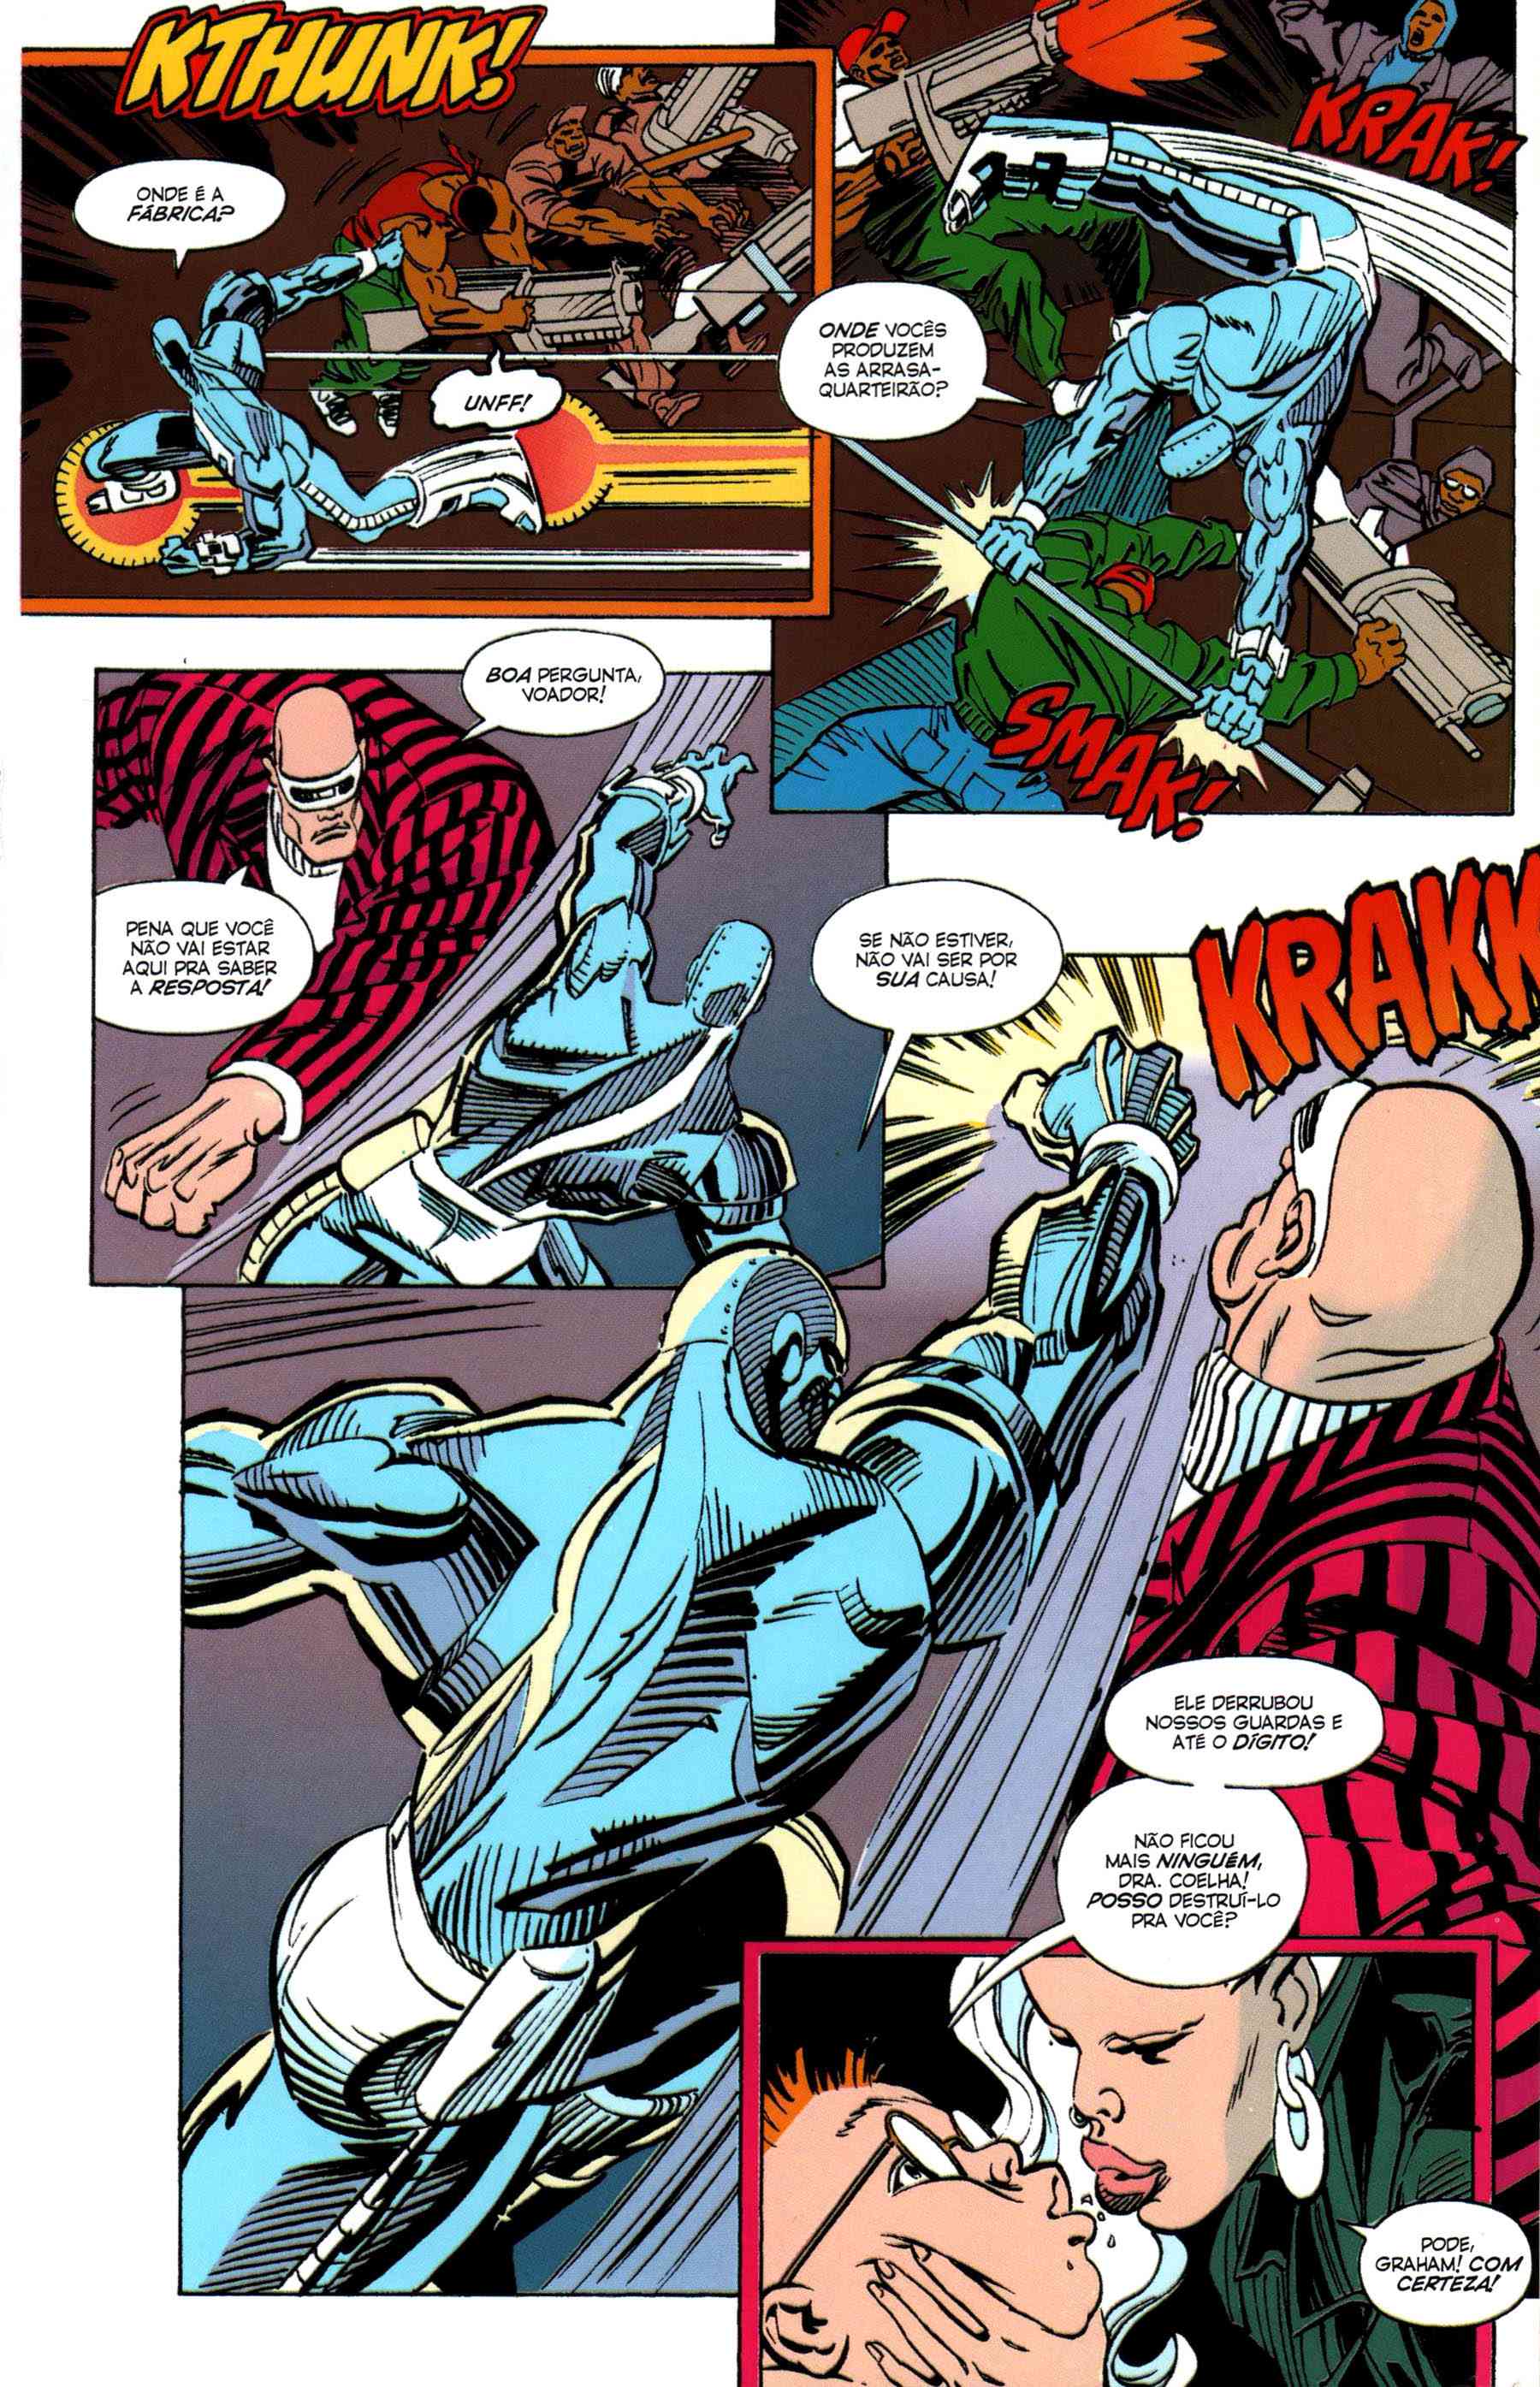 KTHUNK!
ONDE É A
FÁBRICA?
UNFF!
KRAK!
ONDE VOCÊS
PRODUZEM
AS ARRASA-
QUARTEIRÃO?
SMAK!
BOA PERGUNTA,
VOADOR!
PENA QUE VOCÊ
NÃO VAI ESTAR
AQUI PRA SABER
A RESPOSTA!
SE NÃO ESTIVER,
NÃO VAI SER POR
SUA CAUSA!
KRAKK
ELE DERRUBOU
NOSSOS GUARDAS E
ATÉ O DÍGITO!
NÃO FICOU
MAIS NINGUÉM,
DRA. COELHA!
POSSO DESTRUÍ-LO
PRA VOCÊ?
PODE,
GRAHAM! COM
CERTEZA!